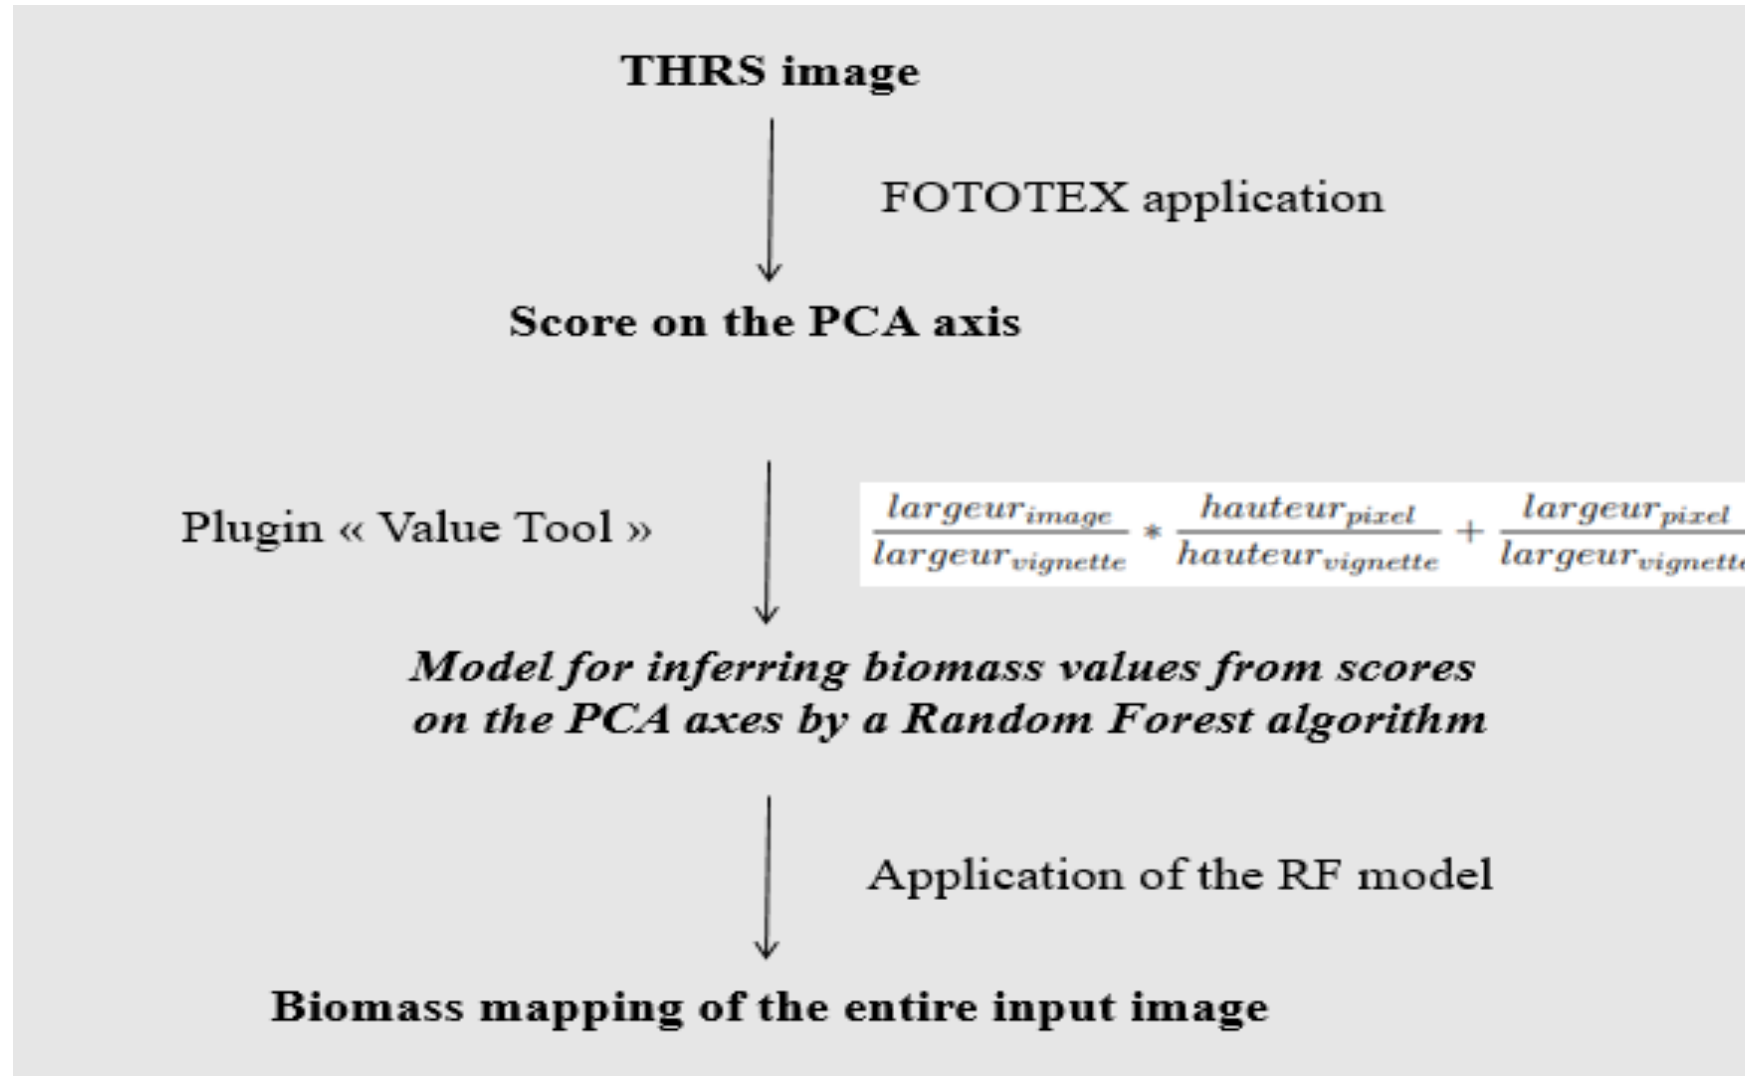 THRS image
FOTOTEX application
Score on the PCA axis
Plugin « Value Tool »
largeur_image / largeur_vignette * hauteur_pixel / hauteur_vignette + largeur_pixel / largeur_vignette
Model for inferring biomass values from scores
on the PCA axes by a Random Forest algorithm
Application of the RF model
Biomass mapping of the entire input image